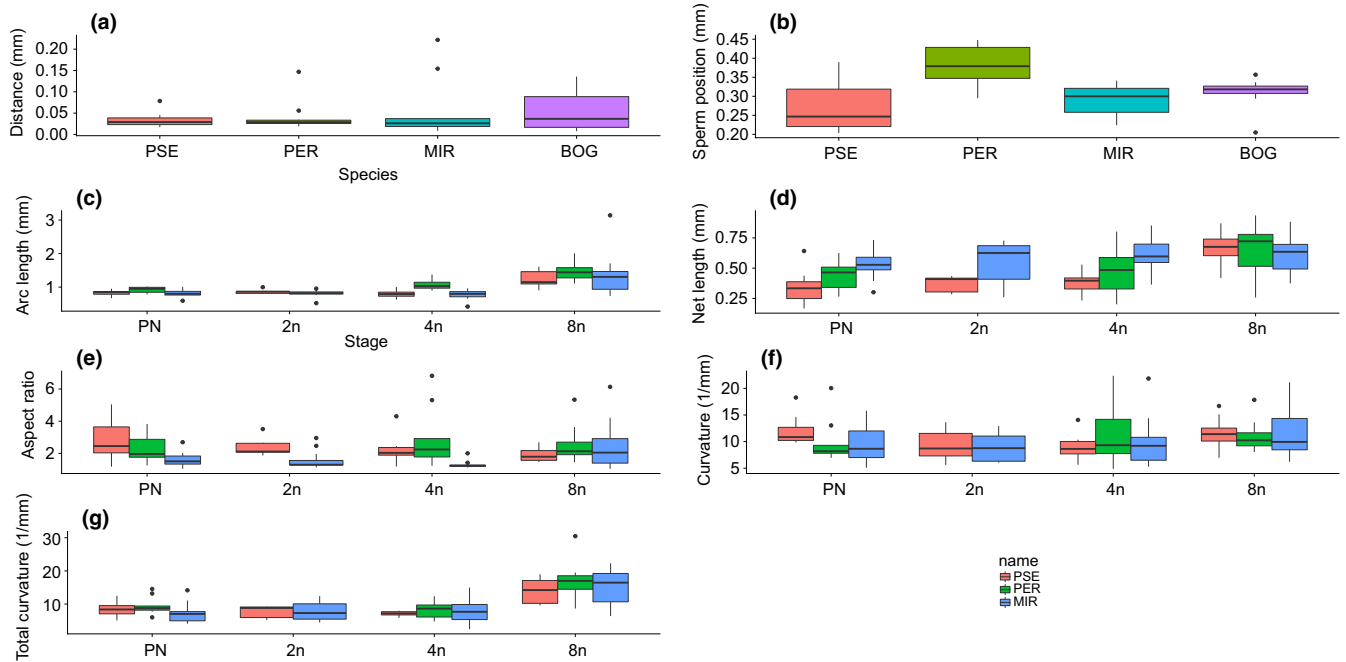 (a)
Distance (mm)
0.20
0.15
0.10
0.05
0.00
PSE PER MIR BOG
Species
(b)
Sperm position (mm)
0.45
0.40
0.35
0.30
0.25
0.20
PSE PER MIR BOG
(c)
Arc length (mm)
3
2
1
PN 2n 4n 8n
Stage
(d)
Net length (mm)
0.75
0.50
0.25
PN 2n 4n 8n
(e)
Aspect ratio
6
4
2
PN 2n 4n 8n
(f)
Curvature (1/mm)
20
15
10
5
PN 2n 4n 8n
(g)
Total curvature (1/mm)
30
20
10
PN 2n 4n 8n
name
PSE
PER
MIR